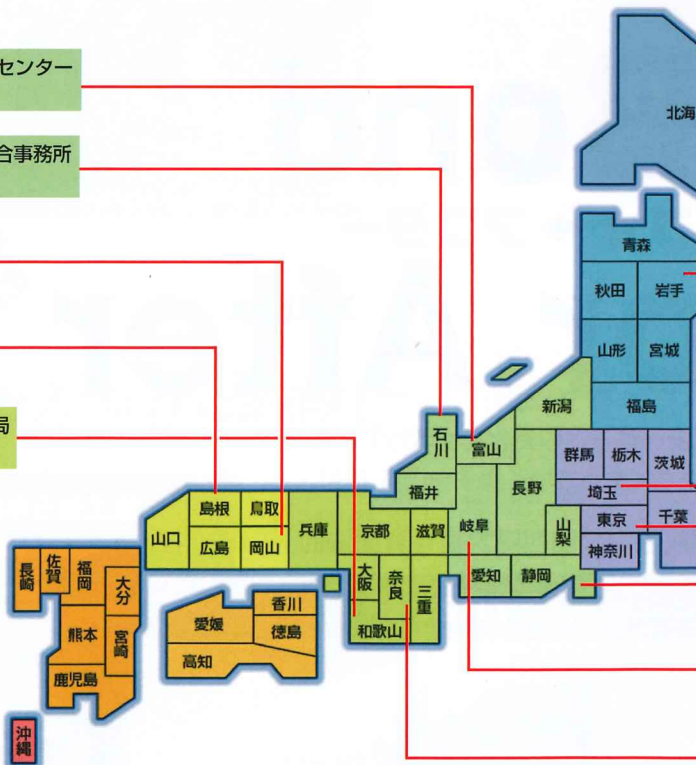 センター
合事務所
局
北海
青森
秋田
岩手
山形
宮城
新潟
福島
石川
富山
群馬
栃木
茨城
福井
長野
埼玉
千葉
島根
鳥取
兵庫
京都
滋賀
岐阜
山梨
東京
山口
広島
岡山
神奈川
大阪
奈良
三重
愛知
静岡
和歌山
長崎
佐賀
福岡
大分
熊本
宮崎
鹿児島
愛媛
香川
徳島
高知
沖縄